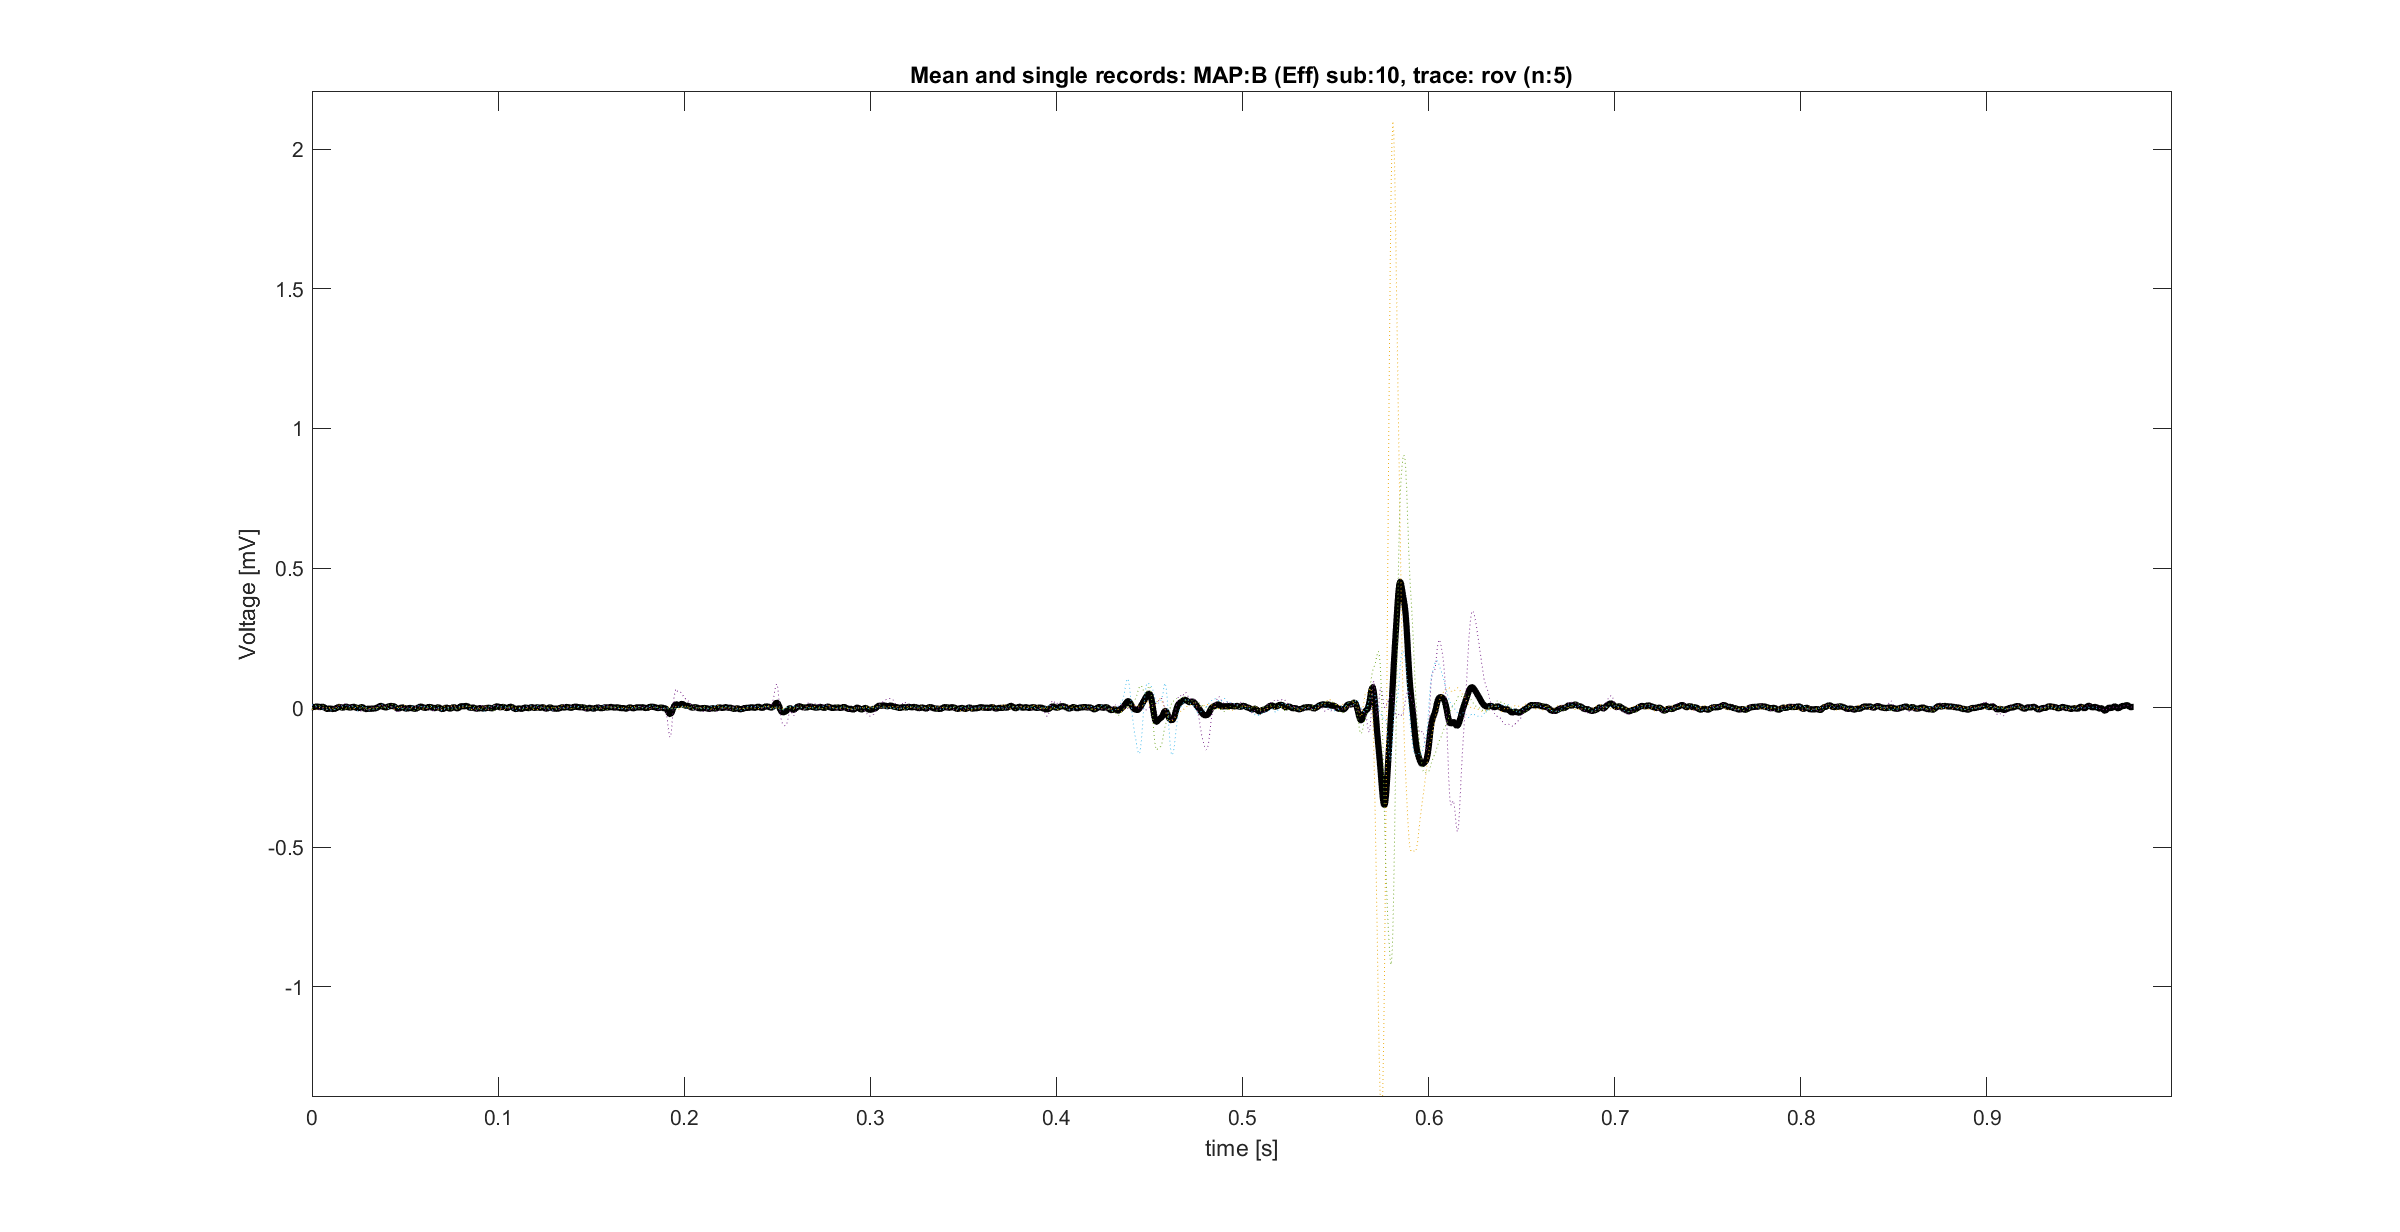 Mean and single records: MAP:B (Eff) sub:10, trace: rov (n:5)
2
1.5
1
0.5
0
-0.5
-1
Voltage [mV]
0 0.1 0.2 0.3 0.4 0.5 0.6 0.7 0.8 0.9
time [s]